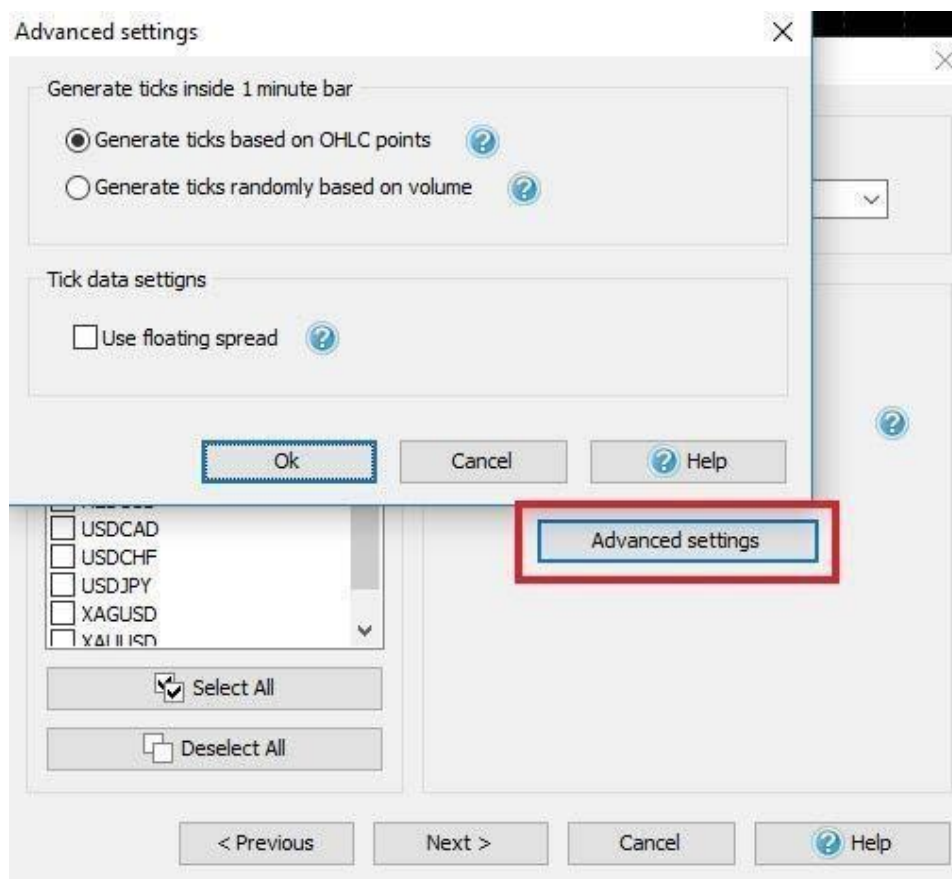 Advanced settings
Generate ticks inside 1 minute bar
Generate ticks based on OHLC points
Generate ticks randomly based on volume
Tick data settigns
Use floating spread
Ok Cancel Help
Advanced settings
USDCAD
USDCHF
USDJPY
XAGUSD
XAUUSD
Select All
Deselect All
< Previous Next > Cancel Help